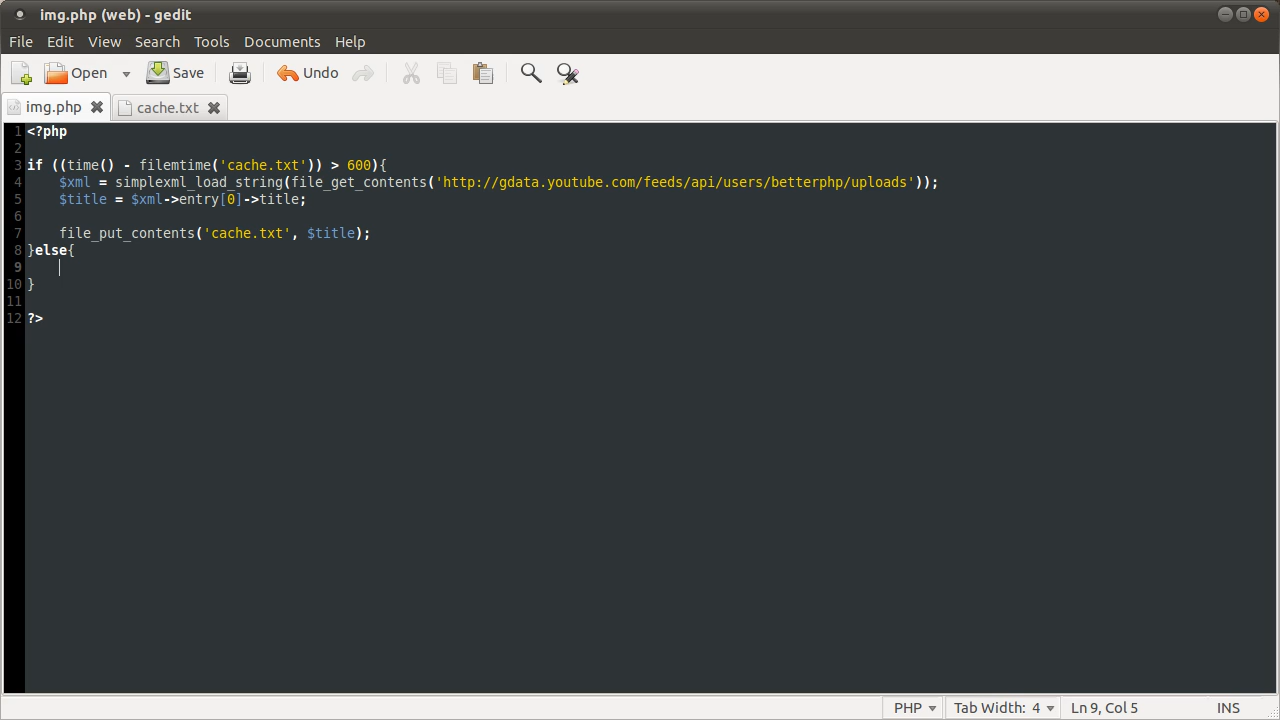 img.php (web) - gedit
File Edit View Search Tools Documents Help
Open Save Undo
img.php cache.txt
1 <?php
2
3 if ((time() - filemtime('cache.txt')) > 600){
4     $xml = simplexml_load_string(file_get_contents('http://gdata.youtube.com/feeds/api/users/betterphp/uploads'));
5     $title = $xml->entry[0]->title;
6
7     file_put_contents('cache.txt', $title);
8 }else{
9
10 }
11
12 ?>
PHP Tab Width: 4 Ln 9, Col 5 INS